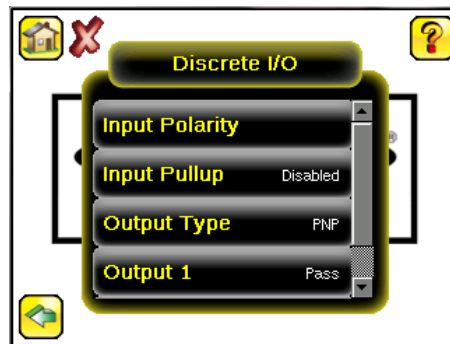 ?
Discrete I/O
Input Polarity
Input Pullup Disabled
Output Type PNP
Output 1 Pass
®